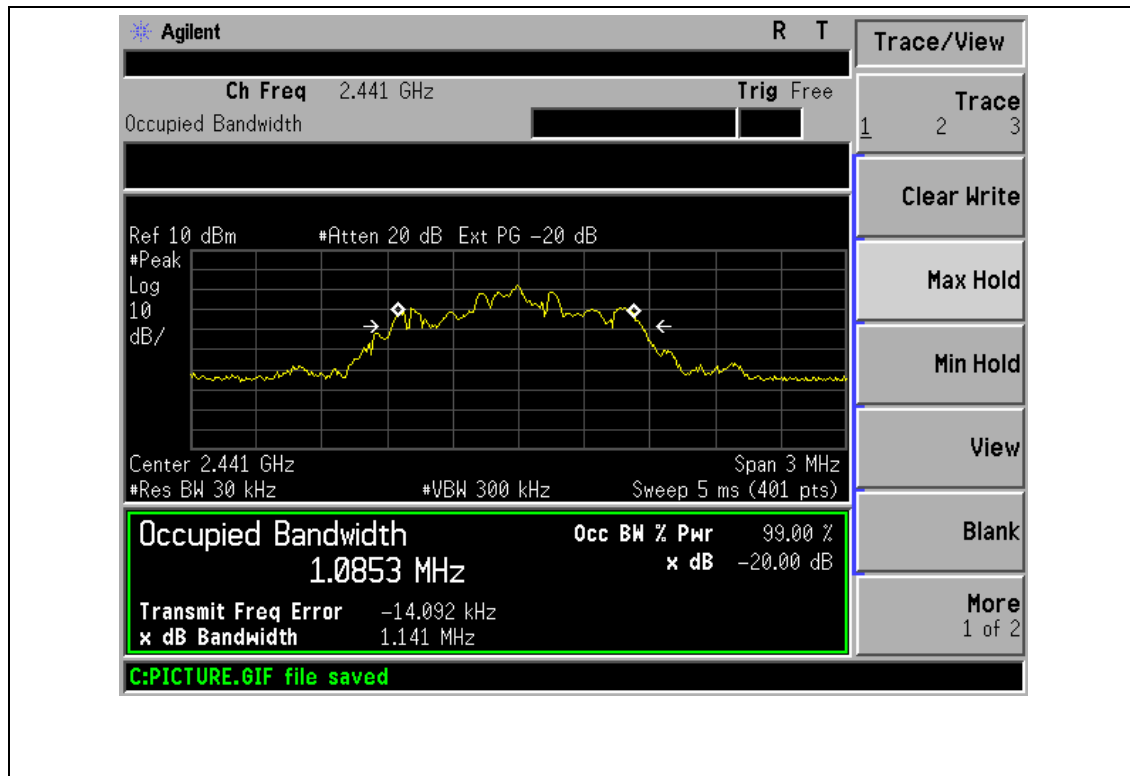 Agilent R T
Ch Freq 2.441 GHz Trig Free
Occupied Bandwidth
Ref 10 dBm #Atten 20 dB Ext PG -20 dB
#Peak
Log
10
dB/
Center 2.441 GHz Span 3 MHz
#Res BW 30 kHz #VBW 300 kHz Sweep 5 ms (401 pts)
Occupied Bandwidth Occ BW % Pwr 99.00 %
1.0853 MHz x dB -20.00 dB
Transmit Freq Error -14.092 kHz
x dB Bandwidth 1.141 MHz
C:PICTURE.GIF file saved
Trace/View
Trace
1 2 3
Clear Write
Max Hold
Min Hold
View
Blank
More
1 of 2